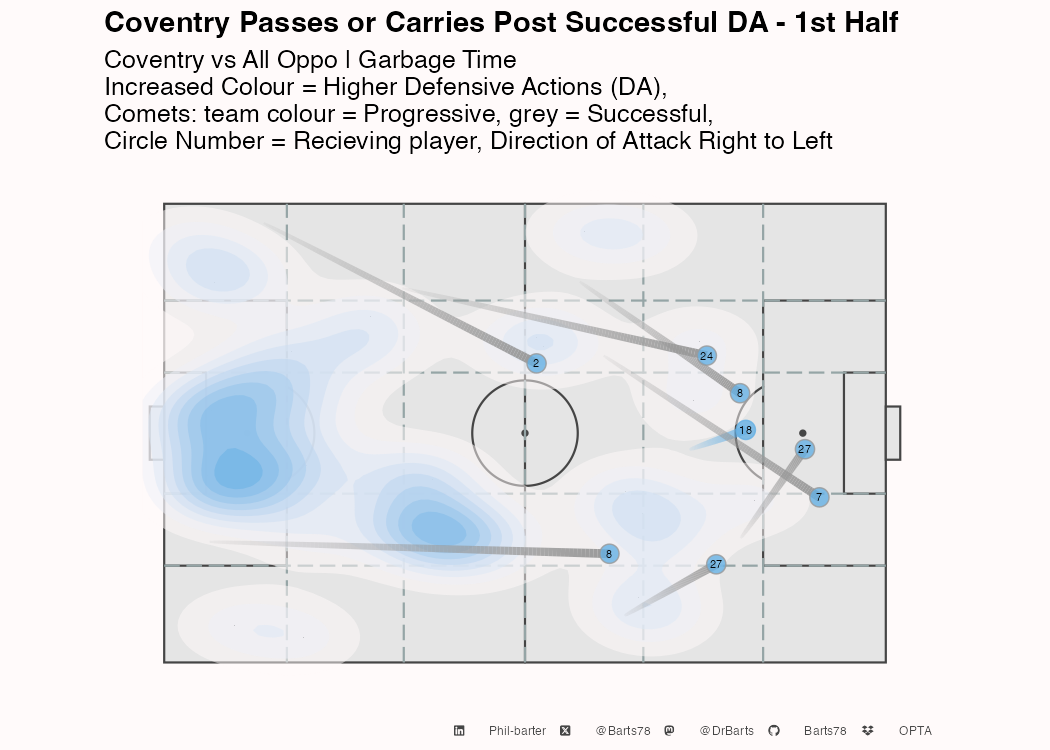 Coventry Passes or Carries Post Successful DA - 1st Half
Coventry vs All Oppo | Garbage Time
Increased Colour = Higher Defensive Actions (DA),
Comets: team colour = Progressive, grey = Successful,
Circle Number = Recieving player, Direction of Attack Right to Left
2
24
8
18
27
7
8
27
Phil-barter @Barts78 @DrBarts Barts78 OPTA